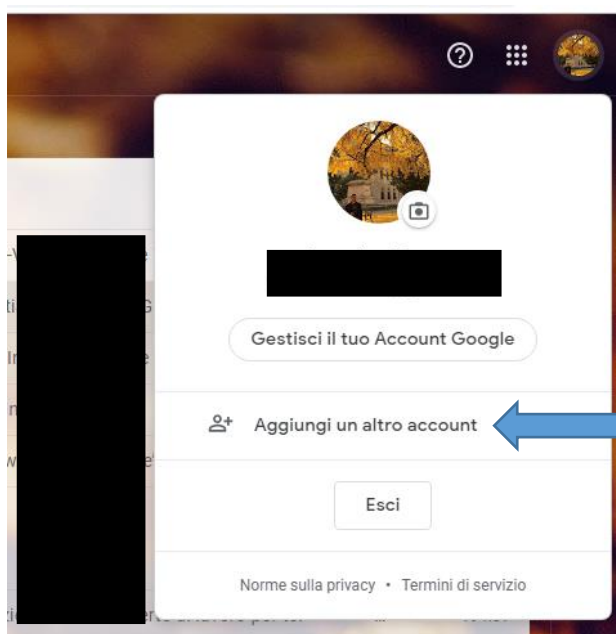 Gestisci il tuo Account Google
Aggiungi un altro account
Esci
Norme sulla privacy • Termini di servizio